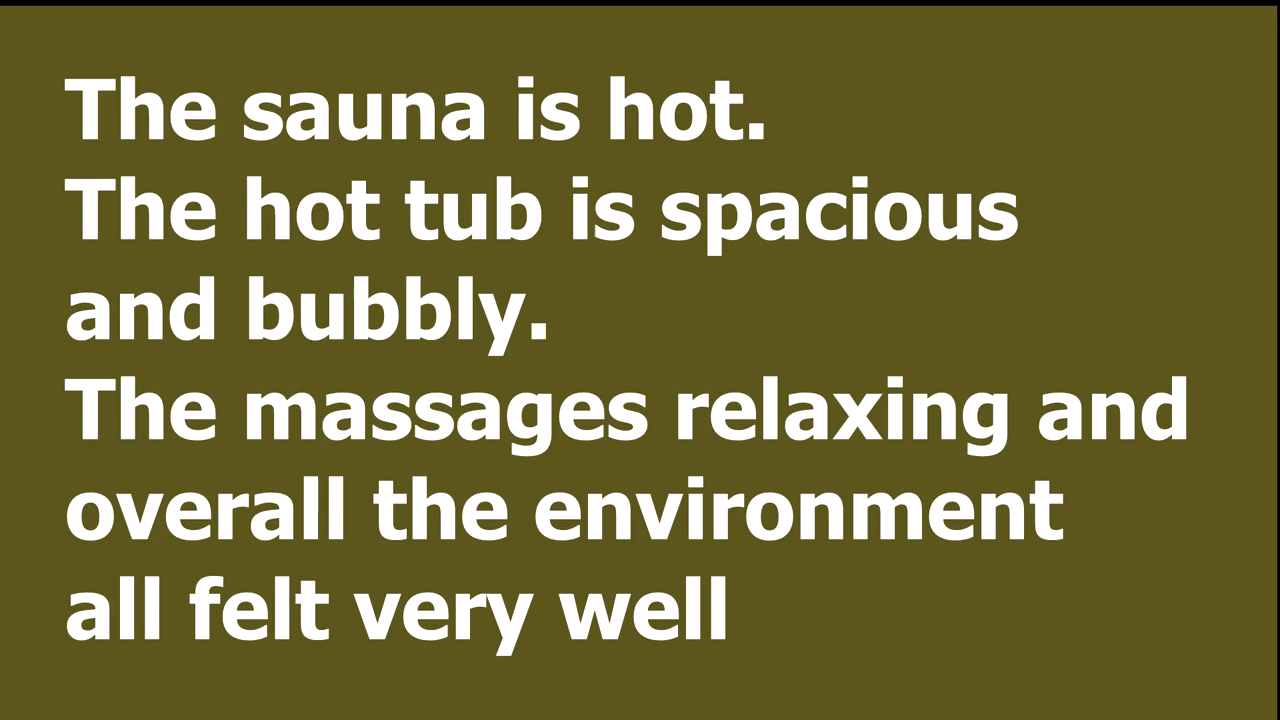 The sauna is hot.
The hot tub is spacious
and bubbly.
The massages relaxing and
overall the environment
all felt very well